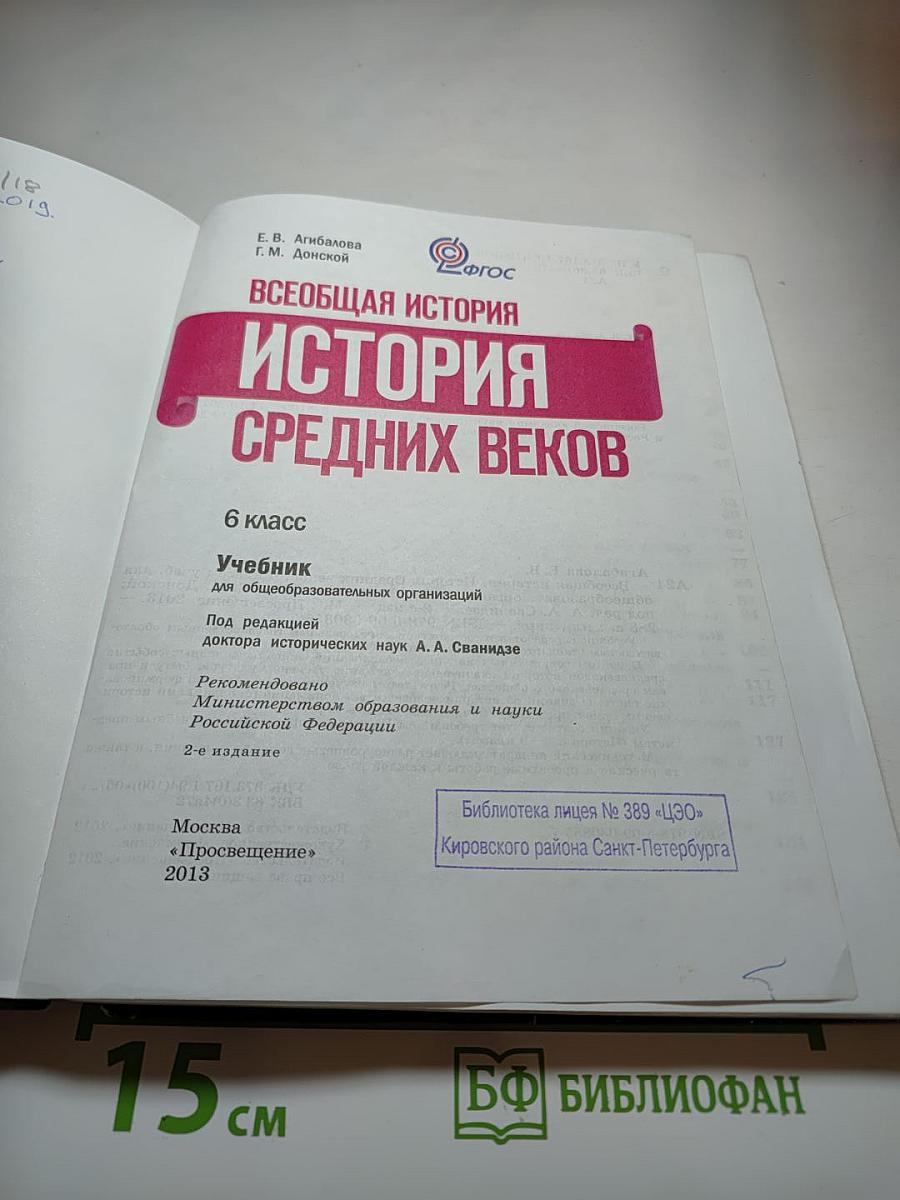 /18
2019.
Е. В. Агибалова
Г. М. Донской
ФГОС
ВСЕОБЩАЯ ИСТОРИЯ
ИСТОРИЯ
СРЕДНИХ ВЕКОВ
6 класс
Учебник
для общеобразовательных организаций
Под редакцией
доктора исторических наук А. А. Сванидзе
Рекомендовано
Министерством образования и науки
Российской Федерации
2-е издание
Москва
«Просвещение»
2013
Библиотека лицея № 389 «ЦЭО»
Кировского района Санкт-Петербурга
15 см
БФ БИБЛИОФАН